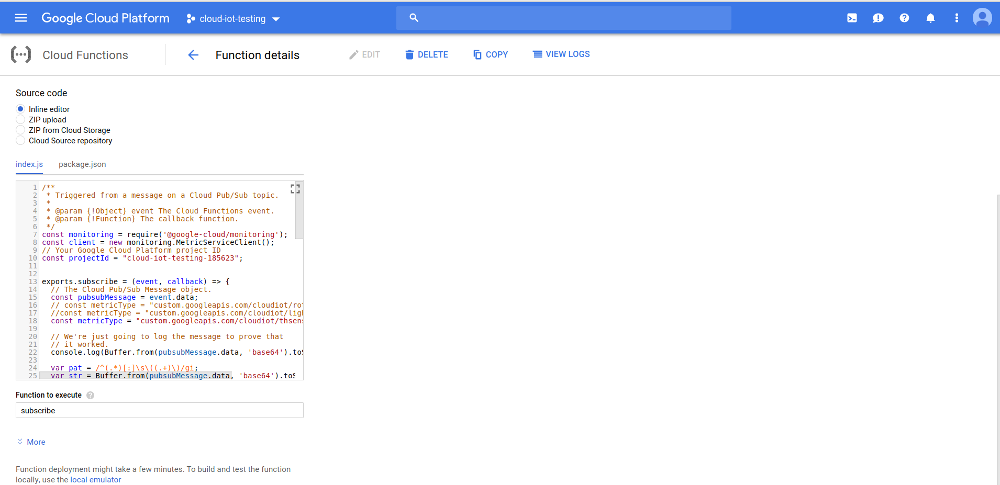 Google Cloud Platform cloud-iot-testing
Cloud Functions Function details EDIT DELETE COPY VIEW LOGS
Source code
Inline editor
ZIP upload
ZIP from Cloud Storage
Cloud Source repository
index.js package.json
1 /**
2 * Triggered from a message on a Cloud Pub/Sub topic.
3 *
4 * @param {!Object} event The Cloud Functions event.
5 * @param {!Function} The callback function.
6 */
7 const monitoring = require('@google-cloud/monitoring');
8 const client = new monitoring.MetricServiceClient();
9 // Your Google Cloud Platform project ID
10 const projectId = "cloud-iot-testing-185623";
11
12
13 exports.subscribe = (event, callback) => {
14 // The Cloud Pub/Sub Message object.
15 const pubsubMessage = event.data;
16 // const metricType = "custom.googleapis.com/cloudiot/rot
17 //const metricType = "custom.googleapis.com/cloudiot/ligh
18 const metricType = "custom.googleapis.com/cloudiot/thsens
19
20 // We're just going to log the message to prove that
21 // it worked.
22 console.log(Buffer.from(pubsubMessage.data, 'base64').toS
23
24 var pat = /^(.*)[:]\s\((.+)\)/gi;
25 var str = Buffer.from(pubsubMessage.data, 'base64').toS
Function to execute ?
subscribe
More
Function deployment might take a few minutes. To build and test the function
locally, use the local emulator